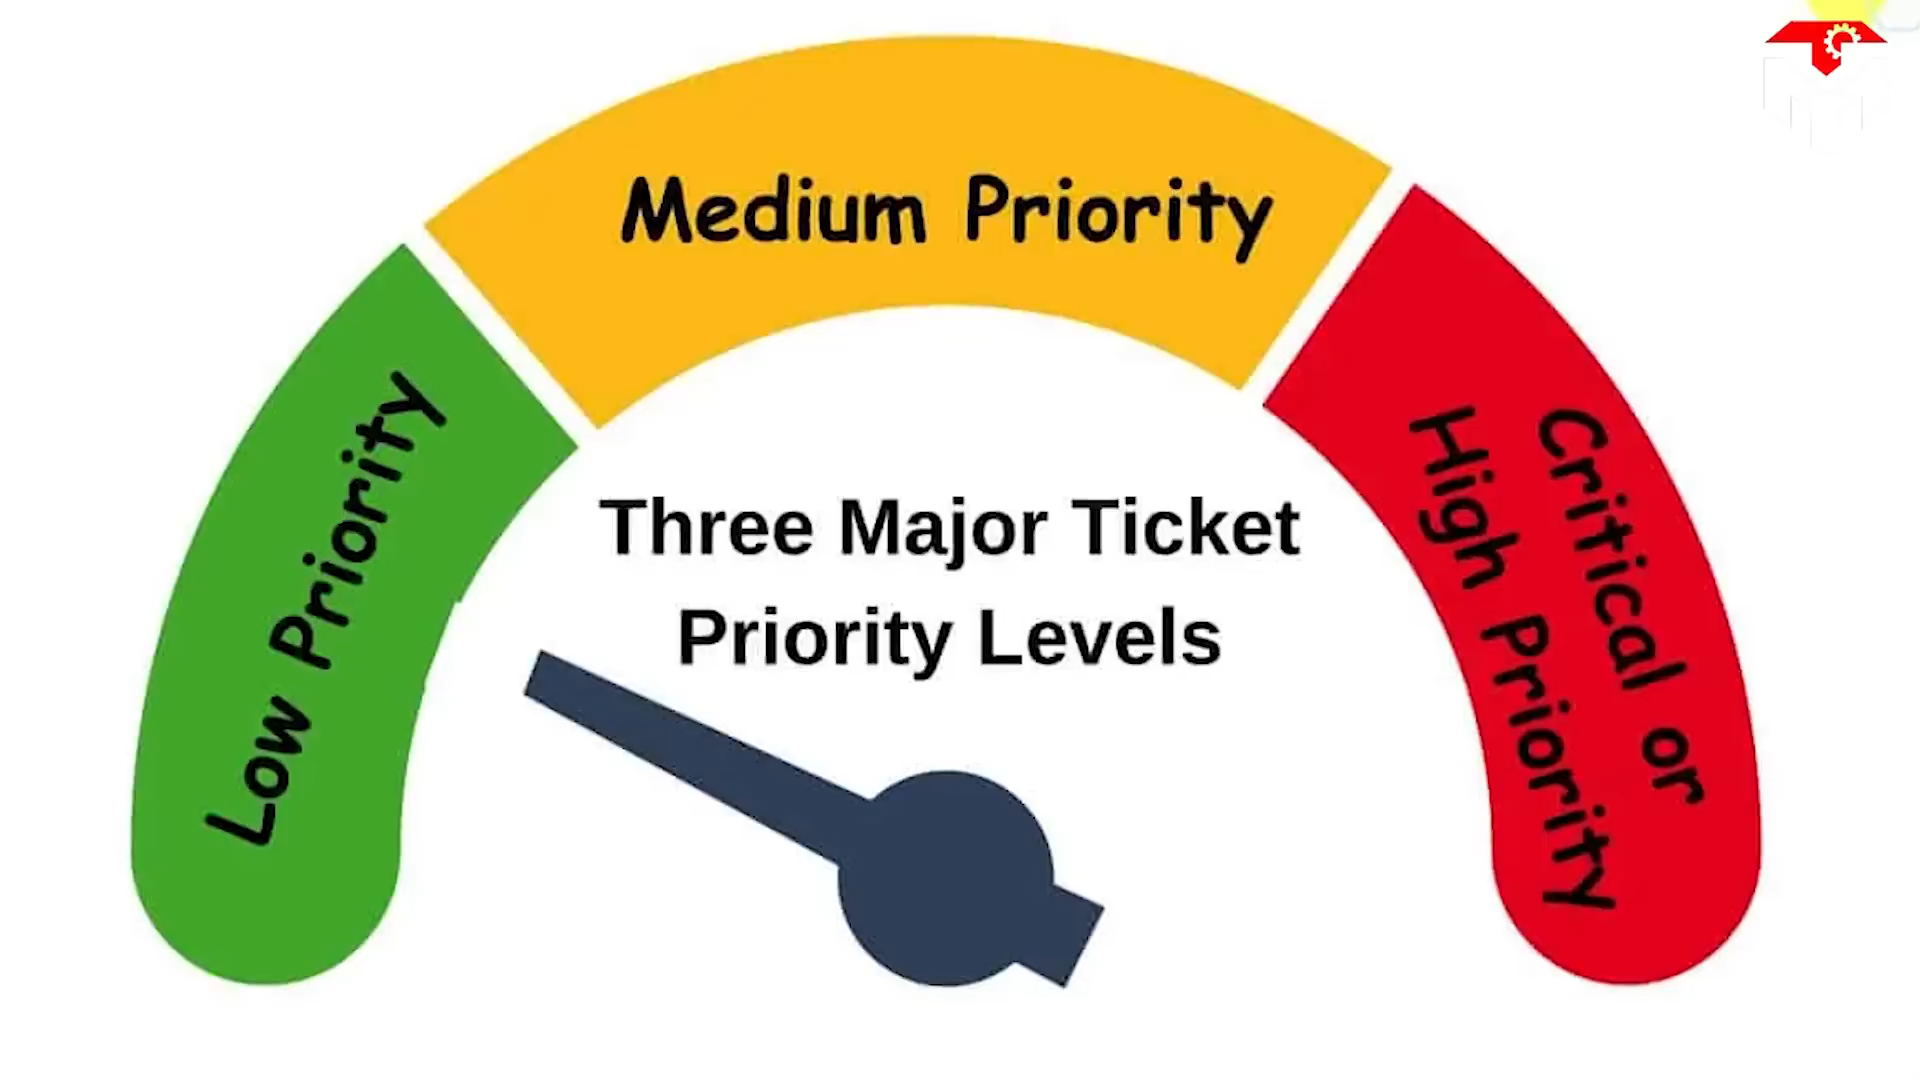 Medium Priority
Low Priority
Critical or
High Priority
Three Major Ticket
Priority Levels